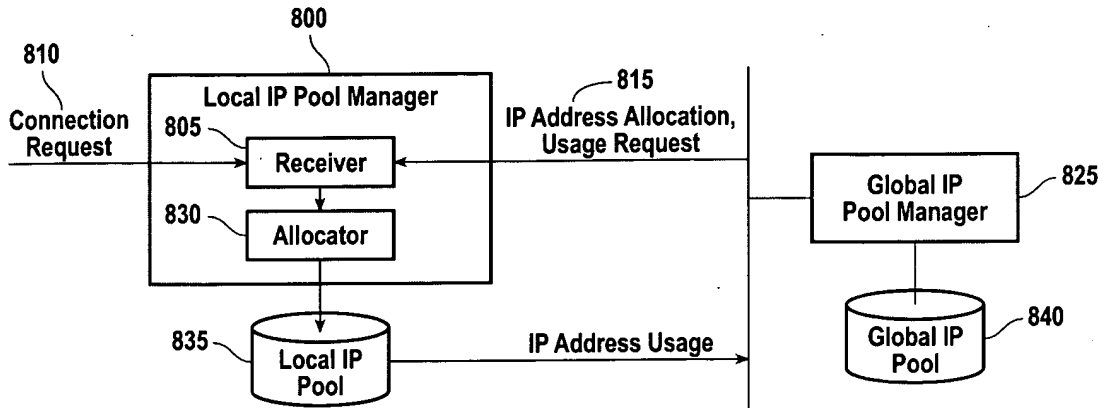 800
810
Local IP Pool Manager
815
Connection
Request
805
Receiver
IP Address Allocation,
Usage Request
830
Allocator
Global IP
Pool Manager
825
835
Local IP
Pool
IP Address Usage
Global IP
Pool
840